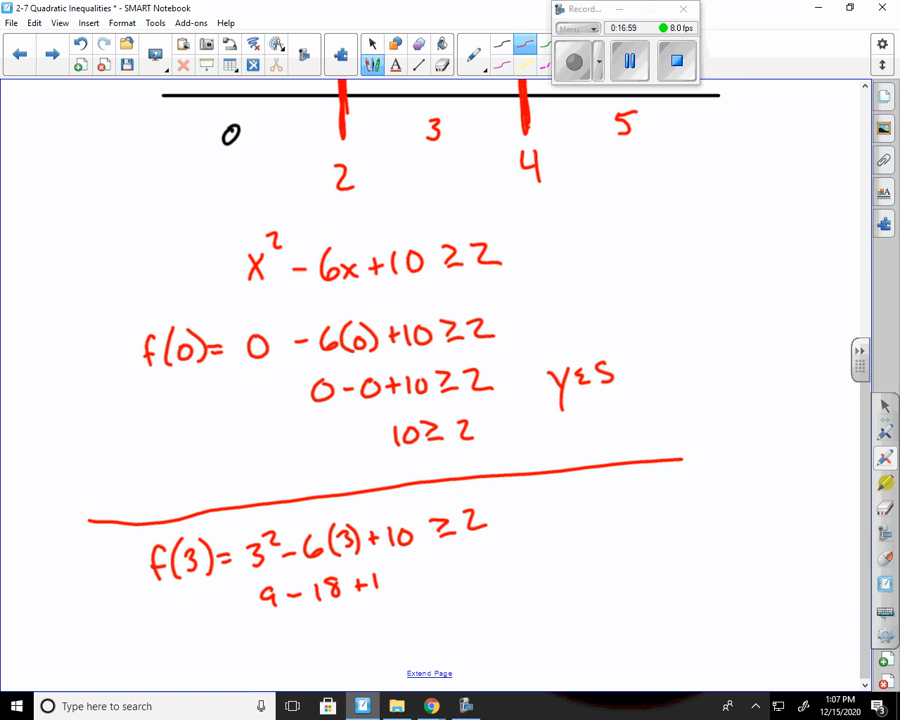 2-7 Quadratic Inequalities * - SMART Notebook
Record...
File Edit View Insert Format Tools Add-ons Help
Menu 0:16:59 8.0 fps
0 3 5
2 4
x² - 6x + 10 ≥ 2
f(0) = 0 - 6(0) + 10 ≥ 2
0 - 0 + 10 ≥ 2 yES
10 ≥ 2
f(3) = 3² - 6(3) + 10 ≥ 2
9 - 18 + 1
Extend Page
Type here to search
1:07 PM
12/15/2020
3